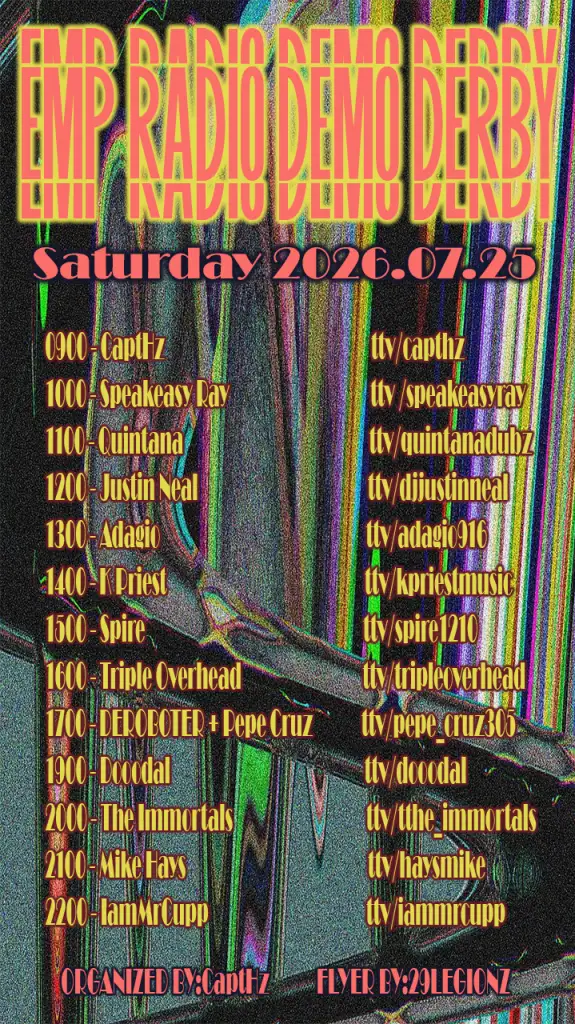 EMP RADIO DEMO DERBY
Saturday 2026.07.25
0900 - CaptHz ttv/capthz
1000 - Speakeasy Ray ttv /speakeasyray
1100 - Quintana ttv/quintanadubz
1200 - Justin Neal ttv/djjustinneal
1300 - Adagio ttv/adagio916
1400 - K Priest ttv/kpriestmusic
1500 - Spire ttv/spire1210
1600 - Triple Overhead ttv/tripleoverhead
1700 - DEROBOTER + Pepe Cruz ttv/pepe_cruz305
1900 - Dooodal ttv/dooodal
2000 - The Immortals ttv/tthe_immortals
2100 - Mike Hays ttv/haysmike
2200 - IamMrCupp ttv/iammrcupp
ORGANIZED BY:CaptHz FLYER BY:29LEGIONZ